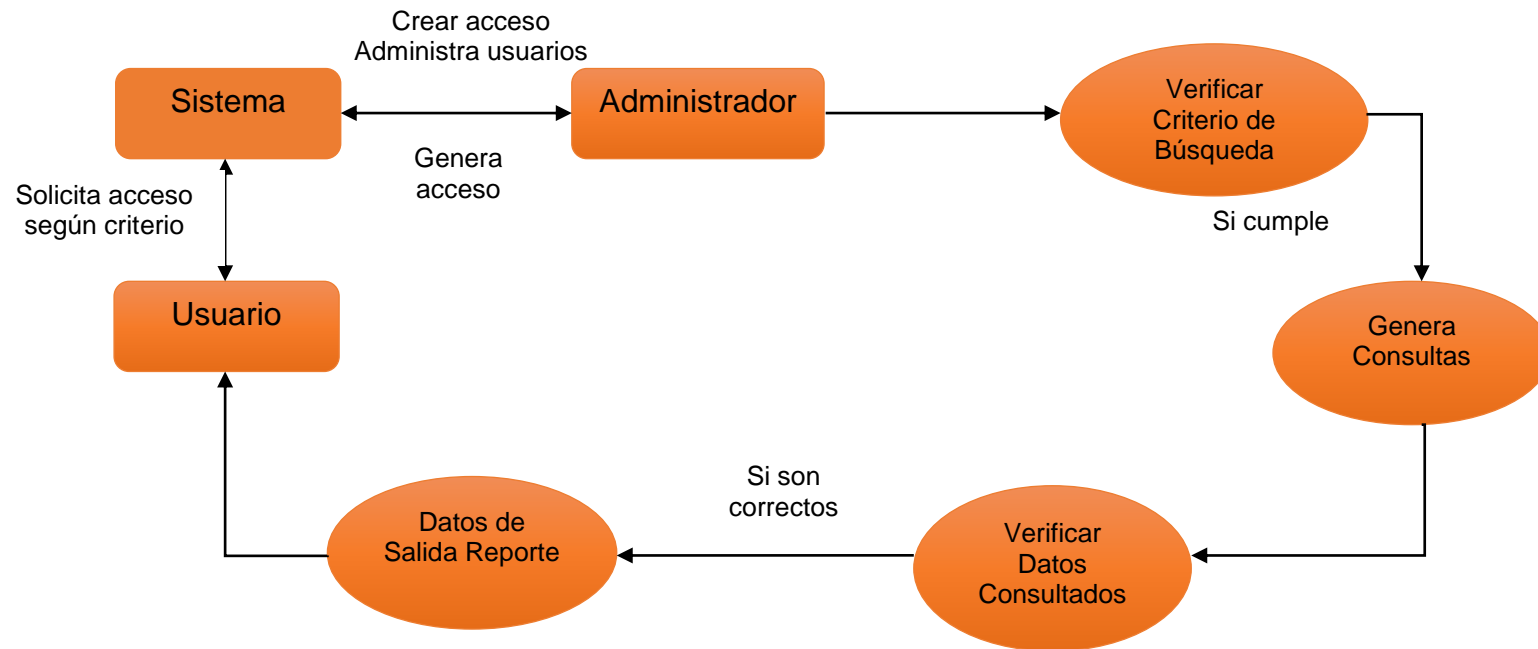 Crear acceso
Administra usuarios
Sistema
Administrador
Verificar
Criterio de
Búsqueda
Genera
acceso
Solicita acceso
según criterio
Si cumple
Usuario
Genera
Consultas
Si son
correctos
Datos de
Salida Reporte
Verificar
Datos
Consultados